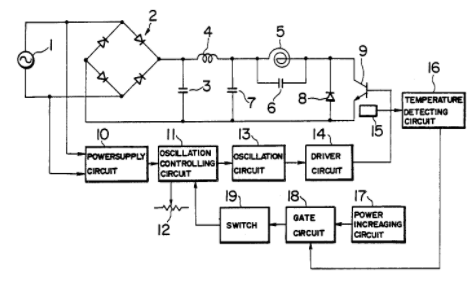 1
2
3
4
5
6
7
8
9
15
16
TEMPERATURE
DETECTING
CIRCUIT
10
POWERSUPPLY
CIRCUIT
11
OSCILLATION
CONTROLLING
CIRCUIT
12
13
OSCILLATION
CIRCUIT
14
DRIVER
CIRCUIT
19
SWITCH
18
GATE
CIRCUIT
17
POWER
INCREAGING
CIRCUIT